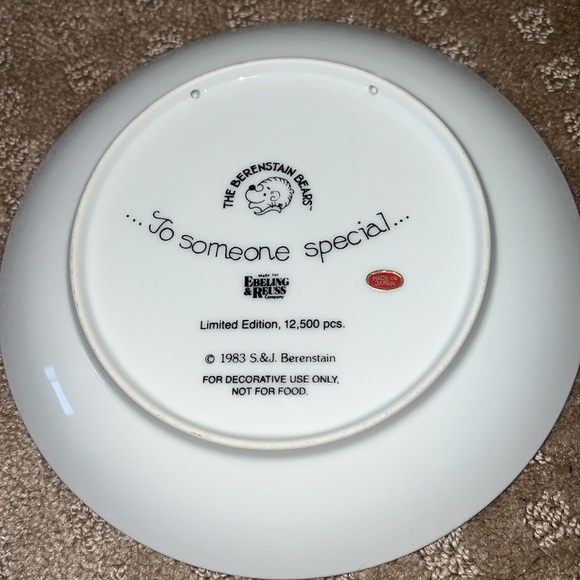 THE BERENSTAIN BEARS™
...To someone special...
Made for
EBELING
& REUSS
Company
MADE IN
JAPAN
Limited Edition, 12,500 pcs.
© 1983 S.&J. Berenstain
FOR DECORATIVE USE ONLY,
NOT FOR FOOD.